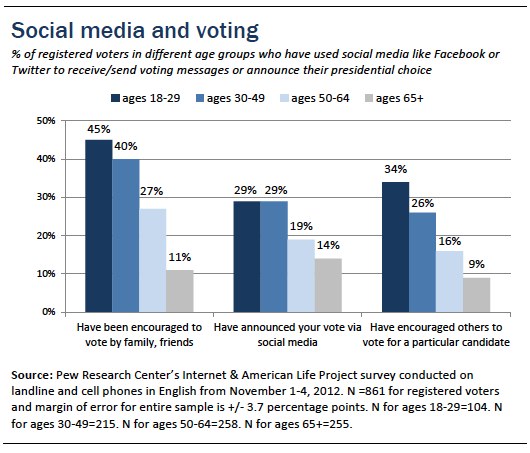 Social media and voting
% of registered voters in different age groups who have used social media like Facebook or
Twitter to receive/send voting messages or announce their presidential choice
ages 18-29 ages 30-49 ages 50-64 ages 65+
50%
40%
30%
20%
10%
0%
45%
40%
27%
11%
29%
29%
19%
14%
34%
26%
16%
9%
Have been encouraged to
vote by family, friends
Have announced your vote via
social media
Have encouraged others to
vote for a particular candidate
Source: Pew Research Center's Internet & American Life Project survey conducted on
landline and cell phones in English from November 1-4, 2012. N =861 for registered voters
and margin of error for entire sample is +/- 3.7 percentage points. N for ages 18-29=104. N
for ages 30-49=215. N for ages 50-64=258. N for ages 65+=255.